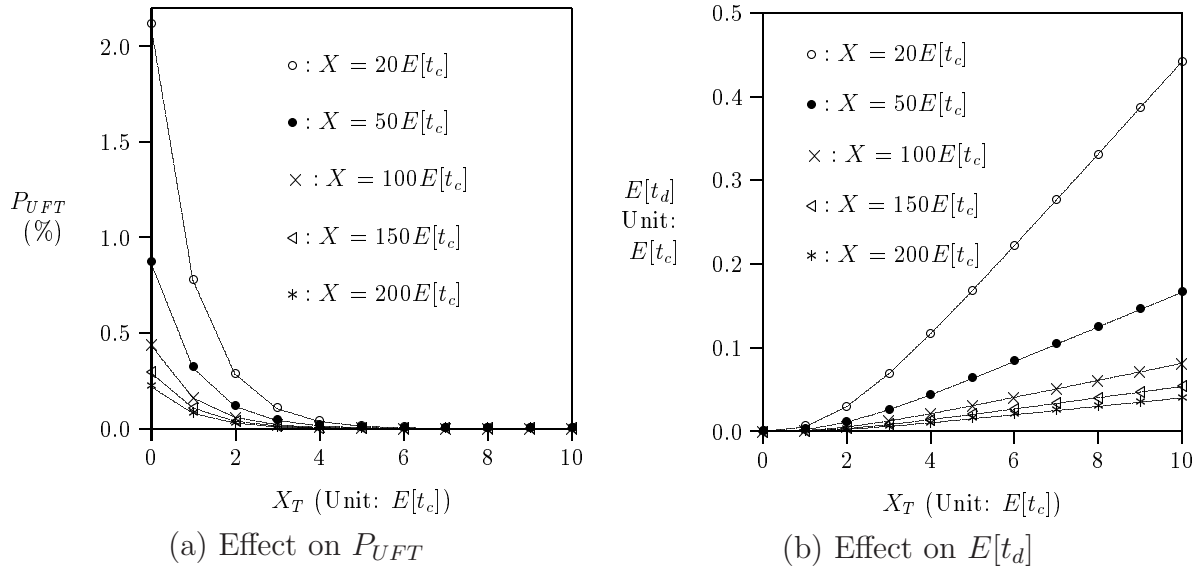 2.0
1.5
1.0
0.5
0.0
P_{UFT}
(%)
○ : X = 20E[t_c]
● : X = 50E[t_c]
× : X = 100E[t_c]
◁ : X = 150E[t_c]
* : X = 200E[t_c]
0 2 4 6 8 10
X_T (Unit: E[t_c])
(a) Effect on P_{UFT}
0.5
0.4
0.3
0.2
0.1
0.0
E[t_d]
Unit:
E[t_c]
○ : X = 20E[t_c]
● : X = 50E[t_c]
× : X = 100E[t_c]
◁ : X = 150E[t_c]
* : X = 200E[t_c]
0 2 4 6 8 10
X_T (Unit: E[t_c])
(b) Effect on E[t_d]